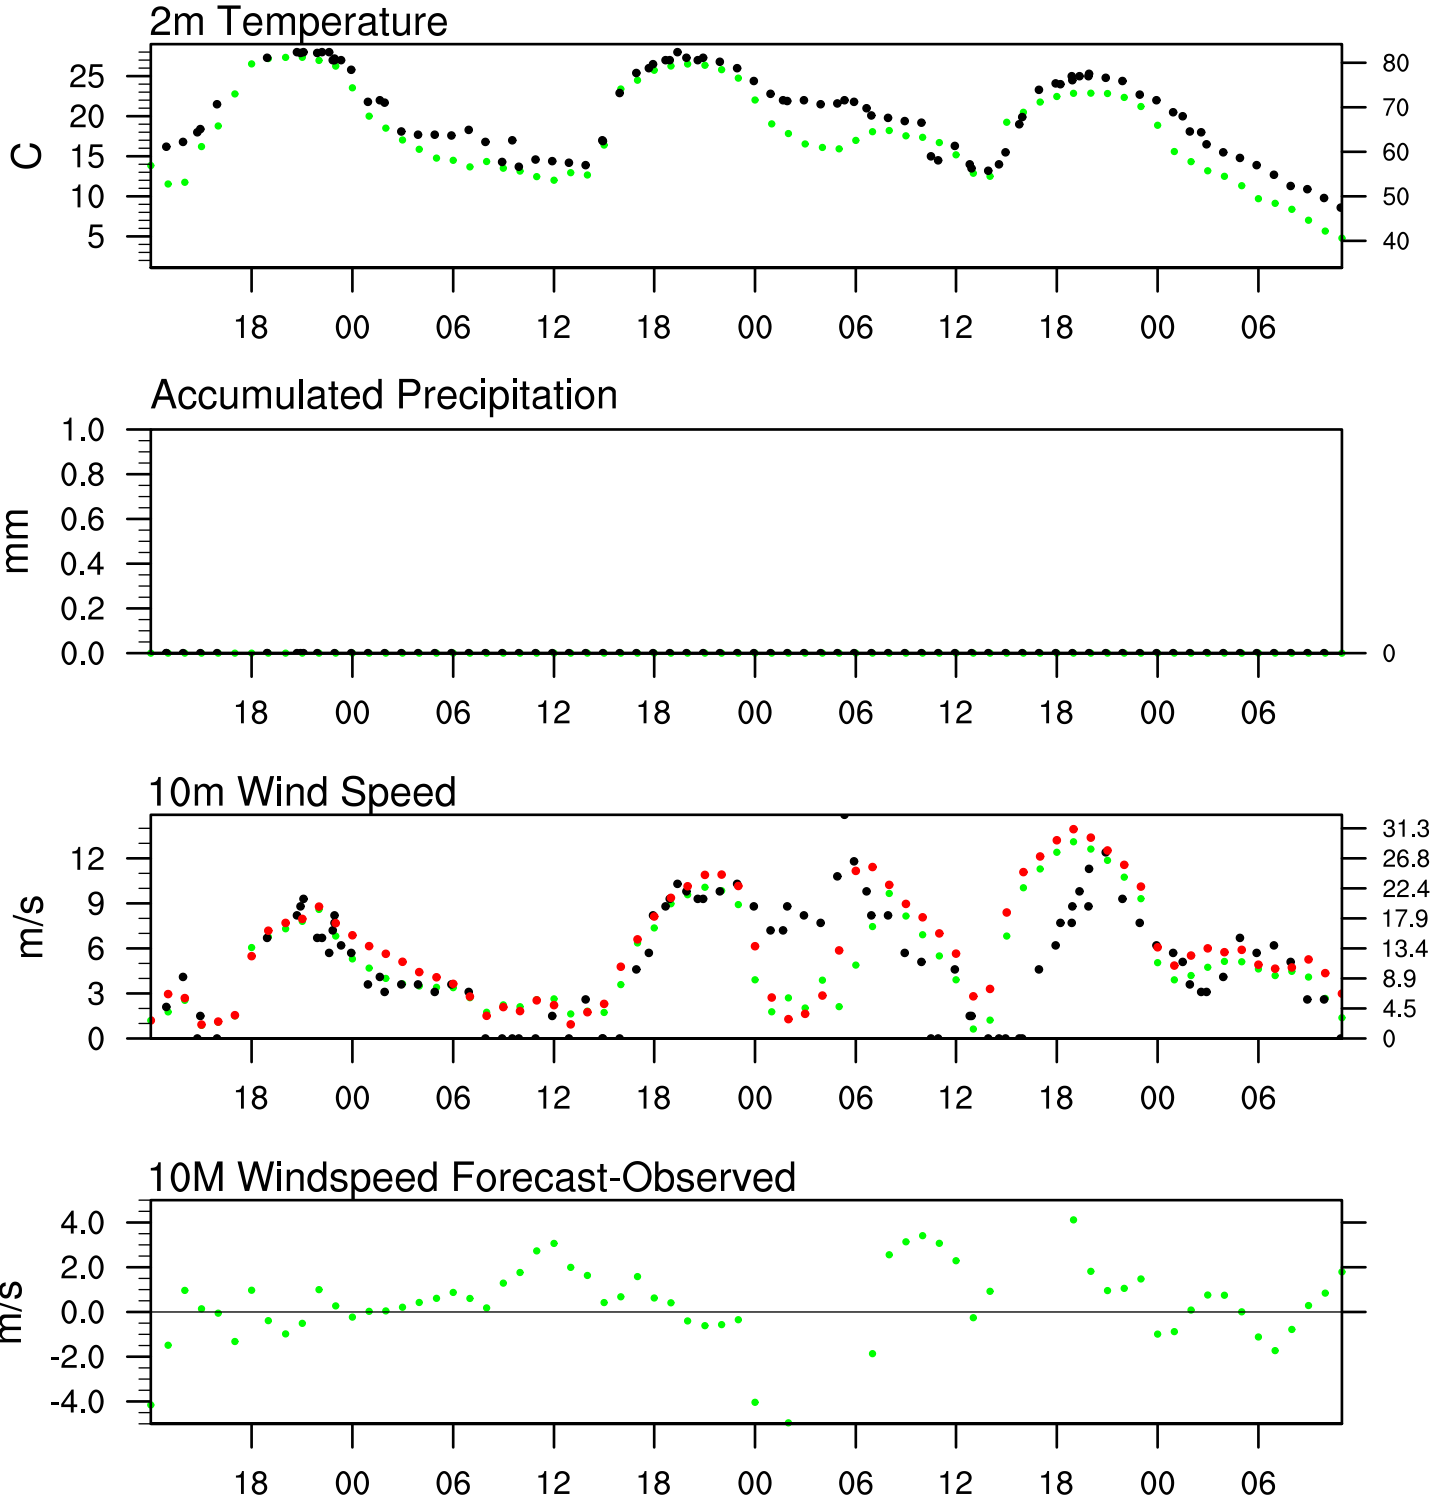 2m Temperature
25
20
15
10
5
C
80
70
60
50
40
18 00 06 12 18 00 06 12 18 00 06
Accumulated Precipitation
1.0
0.8
0.6
0.4
0.2
0.0
mm
0
18 00 06 12 18 00 06 12 18 00 06
10m Wind Speed
12
9
6
3
0
m/s
31.3
26.8
22.4
17.9
13.4
8.9
4.5
0
18 00 06 12 18 00 06 12 18 00 06
10M Windspeed Forecast-Observed
4.0
2.0
0.0
-2.0
-4.0
m/s
18 00 06 12 18 00 06 12 18 00 06